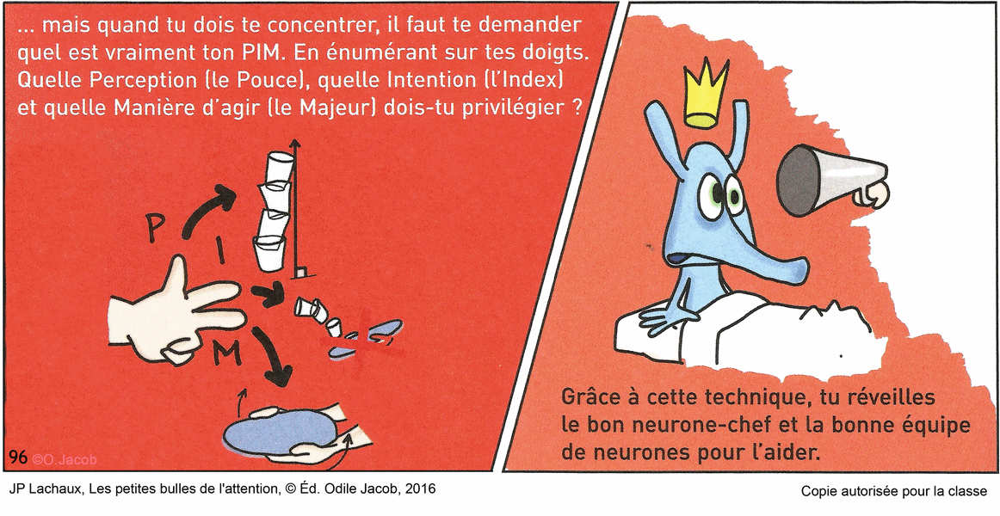 ... mais quand tu dois te concentrer, il faut te demander
quel est vraiment ton PIM. En énumérant sur tes doigts.
Quelle Perception (le Pouce), quelle Intention (l'Index)
et quelle Manière d'agir (le Majeur) dois-tu privilégier ?
P
I
M
Grâce à cette technique, tu réveilles
le bon neurone-chef et la bonne équipe
de neurones pour l'aider.
96 ©O.Jacob
JP Lachaux, Les petites bulles de l'attention, © Éd. Odile Jacob, 2016
Copie autorisée pour la classe